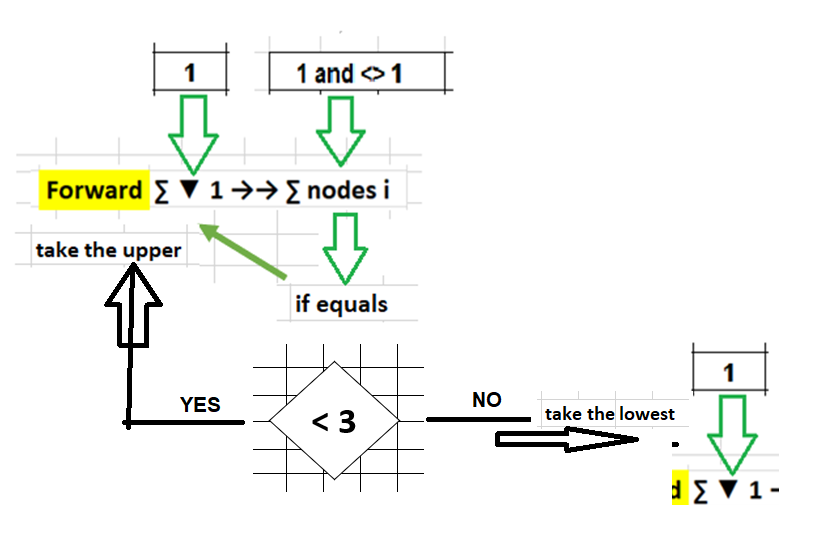 1
1 and <> 1
Forward ∑ ▼ 1 →→ ∑ nodes i
take the upper
if equals
YES
< 3
NO
take the lowest
1
d ∑ ▼ 1 -